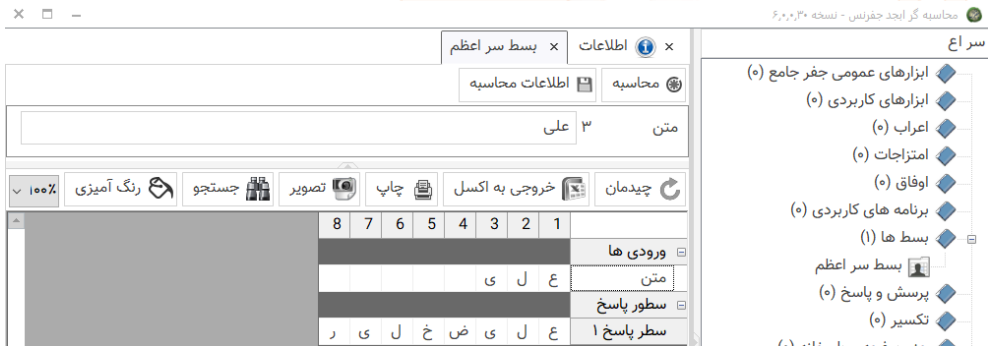 محاسبه گر ابجد جفرنس - نسخه ۶,۰,۰,۳۰
سر اع
ابزارهای عمومی جفر جامع (۰)
ابزارهای کاربردی (۰)
اعراب (۰)
امتزاجات (۰)
اوفاق (۰)
برنامه های کاربردی (۰)
بسط ها (۱)
بسط سر اعظم
پرسش و پاسخ (۰)
تکسیر (۰)
اطلاعات
بسط سر اعظم
محاسبه اطلاعات محاسبه
متن ۳ علی
چیدمان خروجی به اکسل چاپ تصویر جستجو رنگ آمیزی ۱۰۰٪
1 2 3 4 5 6 7 8
ورودی ها
متن ع ل ی
سطور پاسخ
سطر پاسخ ۱ ع ل ی ض خ ل ی ر